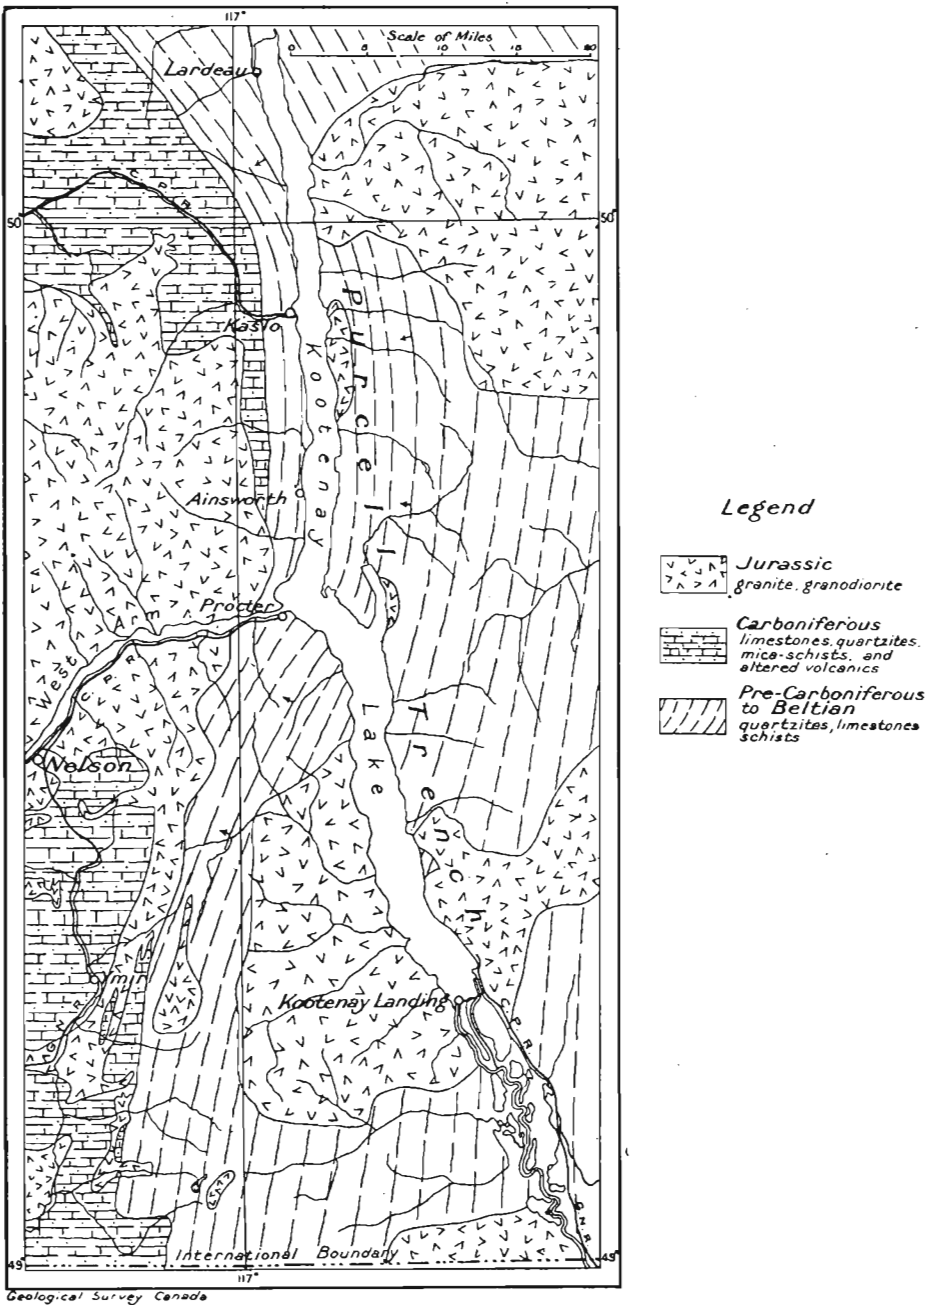 117°
Scale of Miles
0 5 10 15 20
Lardeau
C. P. R.
50° 50°
Kaslo
Kootenay
Purcell
Ainsworth
Procter
West Arm
C. P. R.
Lake
Trench
Nelson
Ymir
Kootenay Landing
C. P. R.
G. N. R.
G. N. R.
International Boundary
49° 49°
117°
Geological Survey Canada
Legend
Jurassic
granite, granodiorite
Carboniferous
limestones, quartzites,
mica-schists, and
altered volcanics
Pre-Carboniferous
to Beltian
quartzites, limestones
schists